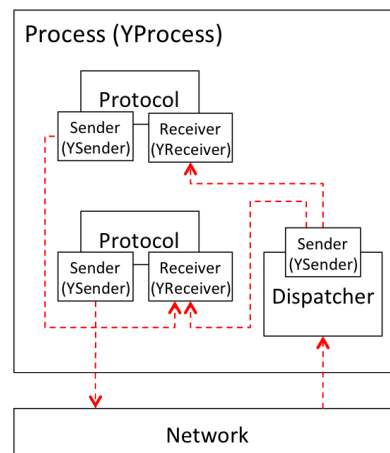 Process (YProcess)
Protocol
Sender
(YSender)
Receiver
(YReceiver)
Protocol
Sender
(YSender)
Receiver
(YReceiver)
Sender
(YSender)
Dispatcher
Network